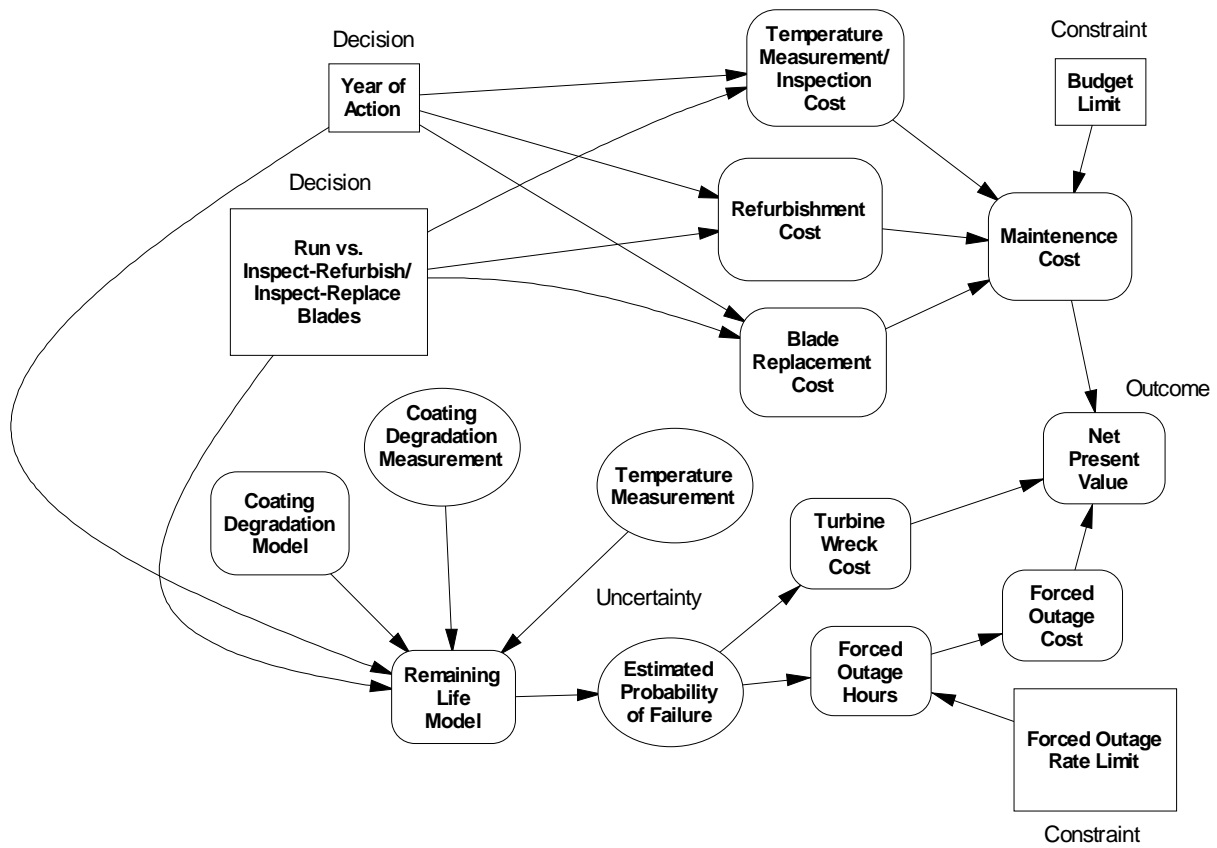 Decision
Year of
Action
Temperature
Measurement/
Inspection
Cost
Constraint
Budget
Limit
Decision
Run vs.
Inspect-Refurbish/
Inspect-Replace
Blades
Refurbishment
Cost
Maintenence
Cost
Blade
Replacement
Cost
Outcome
Net
Present
Value
Coating
Degradation
Measurement
Temperature
Measurement
Coating
Degradation
Model
Turbine
Wreck
Cost
Uncertainty
Forced
Outage
Cost
Remaining
Life
Model
Estimated
Probability
of Failure
Forced
Outage
Hours
Forced Outage
Rate Limit
Constraint